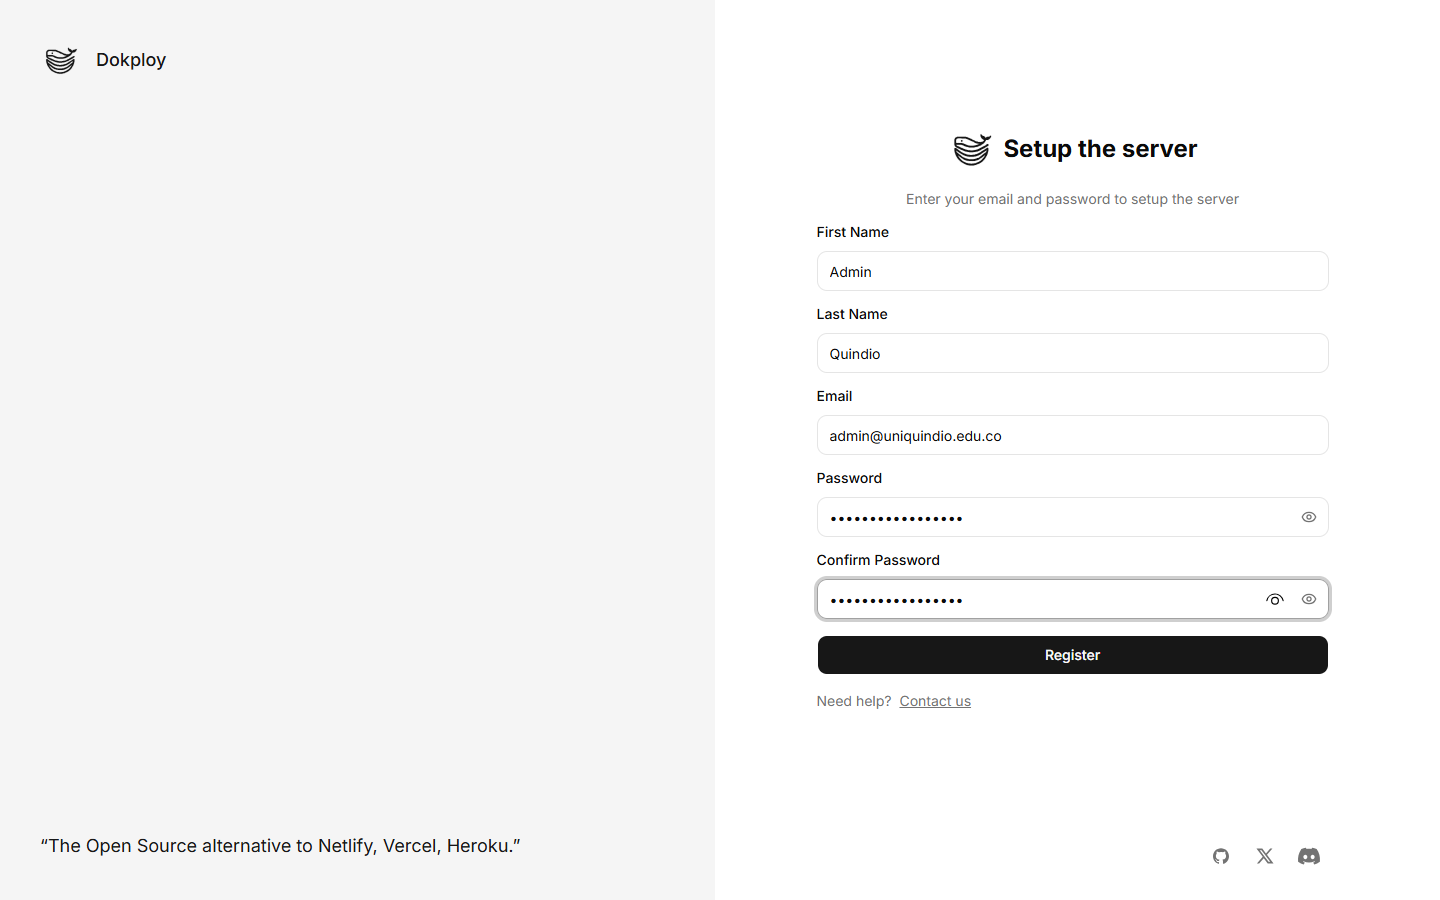 Dokploy
Setup the server
Enter your email and password to setup the server
First Name
Admin
Last Name
Quindio
Email
admin@uniquindio.edu.co
Password
•••••••••••••••••
Confirm Password
•••••••••••••••••
Register
Need help? Contact us
“The Open Source alternative to Netlify, Vercel, Heroku.”